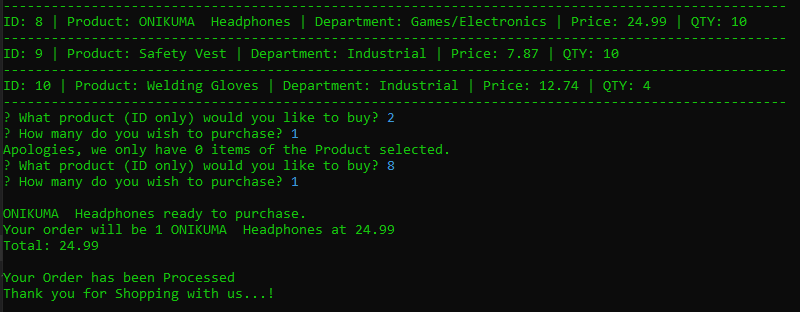 --------------------------------------------------------------------------------------------------
ID: 8 | Product: ONIKUMA  Headphones | Department: Games/Electronics | Price: 24.99 | QTY: 10
--------------------------------------------------------------------------------------------------
ID: 9 | Product: Safety Vest | Department: Industrial | Price: 7.87 | QTY: 10
--------------------------------------------------------------------------------------------------
ID: 10 | Product: Welding Gloves | Department: Industrial | Price: 12.74 | QTY: 4
--------------------------------------------------------------------------------------------------
? What product (ID only) would you like to buy? 2
? How many do you wish to purchase? 1
Apologies, we only have 0 items of the Product selected.
? What product (ID only) would you like to buy? 8
? How many do you wish to purchase? 1
ONIKUMA  Headphones ready to purchase.
Your order will be 1 ONIKUMA  Headphones at 24.99
Total: 24.99
Your Order has been Processed
Thank you for Shopping with us...!